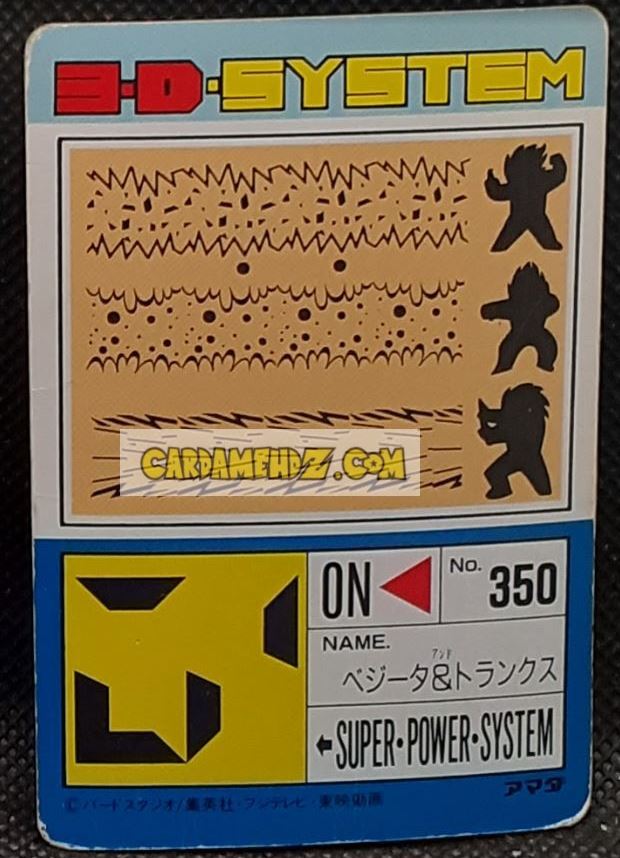 3-D·SYSTEM
CARDAMEHDZ.COM
ON
No. 350
NAME.
アンド
ベジータ&トランクス
←SUPER·POWER·SYSTEM
アマダ
©バードスタジオ/集英社・フジテレビ・東映動画